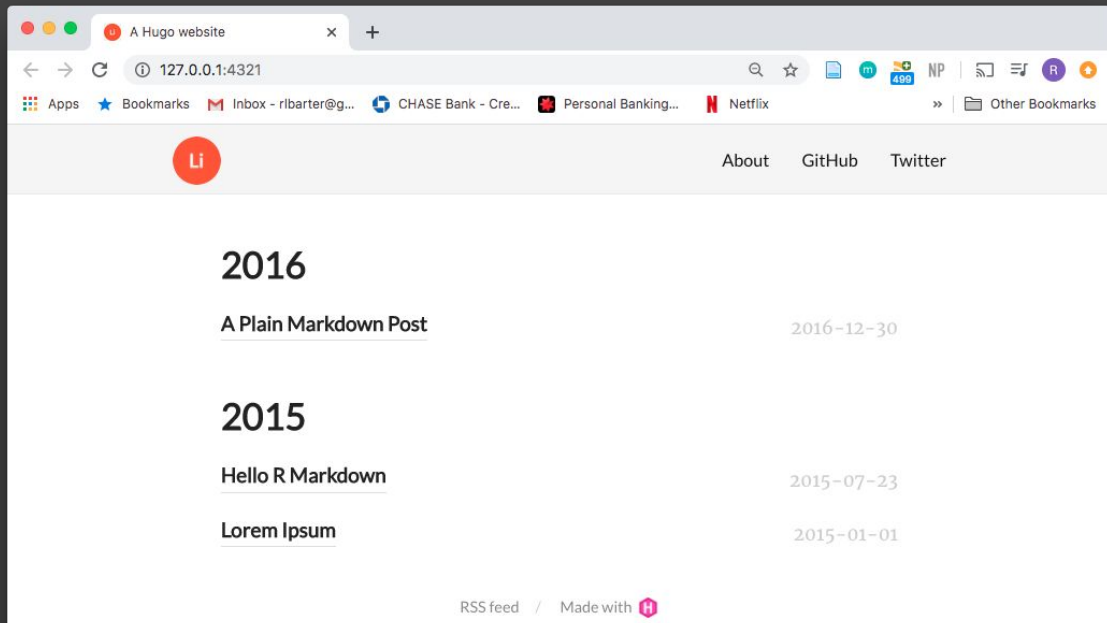 A Hugo website
127.0.0.1:4321
499 NP R
Apps Bookmarks Inbox - rlbarter@g... CHASE Bank - Cre... Personal Banking... Netflix » Other Bookmarks
Li About GitHub Twitter
2016
A Plain Markdown Post 2016-12-30
2015
Hello R Markdown 2015-07-23
Lorem Ipsum 2015-01-01
RSS feed / Made with H